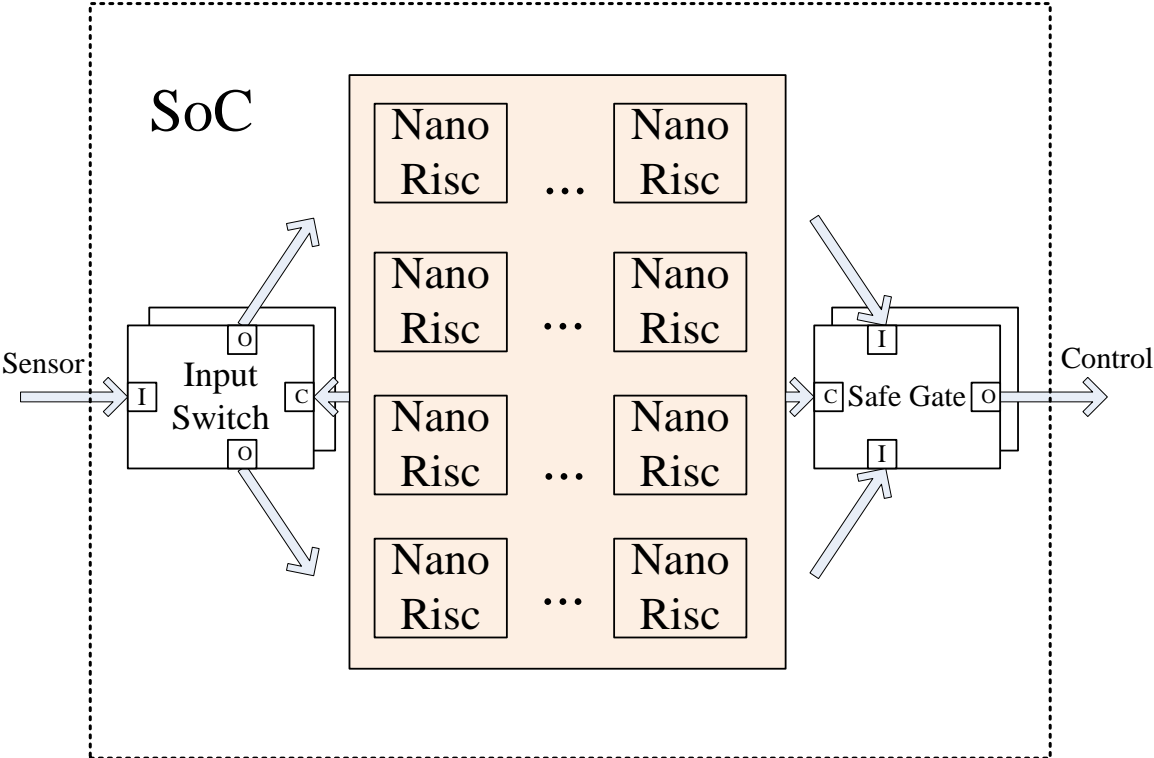 SoC
Nano
Risc
...
Nano
Risc
Nano
Risc
...
Nano
Risc
Nano
Risc
...
Nano
Risc
Nano
Risc
...
Nano
Risc
Sensor
I
O
Input
Switch
C
O
I
C
Safe Gate
O
I
Control